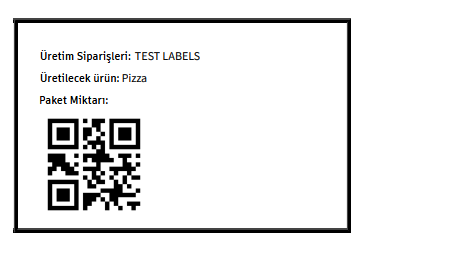 Üretim Siparişleri: TEST LABELS
Üretilecek ürün: Pizza
Paket Miktarı: